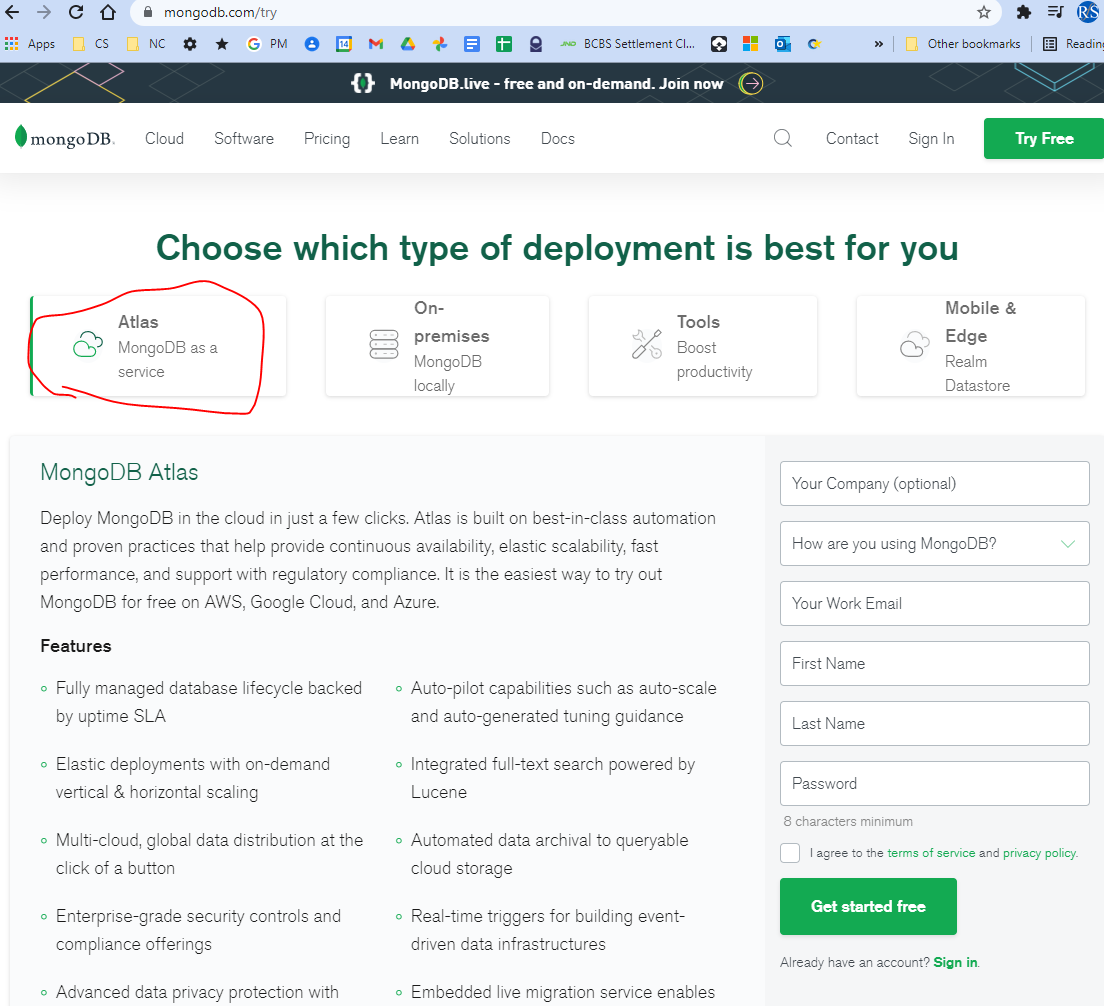 mongodb.com/try
RS
Apps
CS
NC
PM
14
JND
BCBS Settlement Cl...
»
Other bookmarks
MongoDB.live - free and on-demand. Join now
mongoDB.
Cloud
Software
Pricing
Learn
Solutions
Docs
Contact
Sign In
Try Free
Choose which type of deployment is best for you
Atlas
MongoDB as a
service
On-
premises
MongoDB
locally
Tools
Boost
productivity
Mobile &
Edge
Realm
Datastore
MongoDB Atlas
Deploy MongoDB in the cloud in just a few clicks. Atlas is built on best-in-class automation
and proven practices that help provide continuous availability, elastic scalability, fast
performance, and support with regulatory compliance. It is the easiest way to try out
MongoDB for free on AWS, Google Cloud, and Azure.
Features
Fully managed database lifecycle backed
by uptime SLA
Elastic deployments with on-demand
vertical & horizontal scaling
Multi-cloud, global data distribution at the
click of a button
Enterprise-grade security controls and
compliance offerings
Advanced data privacy protection with
Auto-pilot capabilities such as auto-scale
and auto-generated tuning guidance
Integrated full-text search powered by
Lucene
Automated data archival to queryable
cloud storage
Real-time triggers for building event-
driven data infrastructures
Embedded live migration service enables
Your Company (optional)
How are you using MongoDB?
Your Work Email
First Name
Last Name
Password
8 characters minimum
I agree to the terms of service and privacy policy.
Get started free
Already have an account? Sign in.